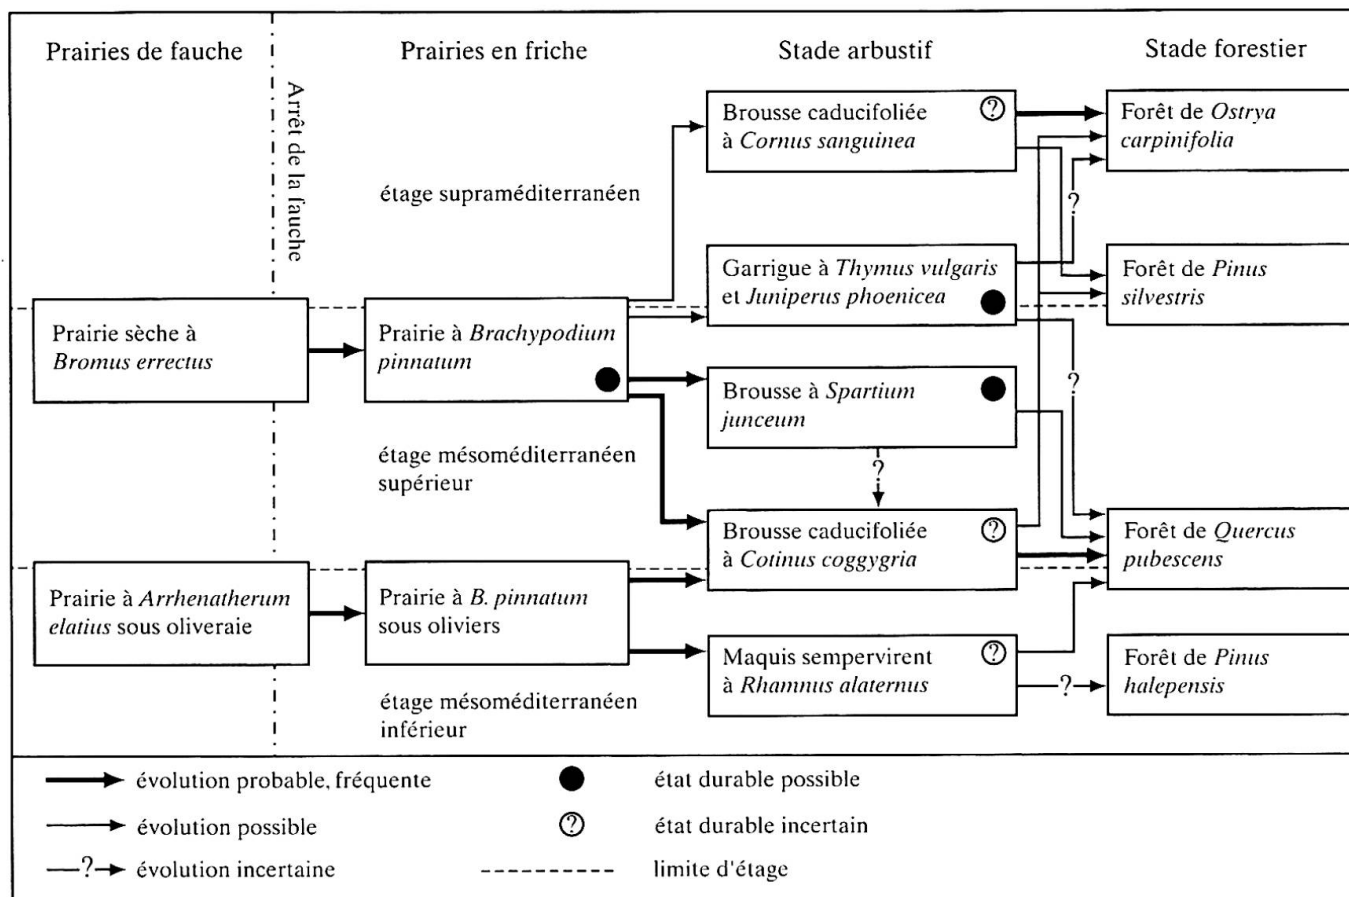 Prairies de fauche
Prairies en friche
Stade arbustif
Stade forestier
Arrêt de la fauche
Brousse caducifoliée
à Cornus sanguinea
?
Forêt de Ostrya
carpinifolia
étage supraméditerranéen
?
Garrigue à Thymus vulgaris
et Juniperus phoenicea
Forêt de Pinus
silvestris
Prairie sèche à
Bromus errectus
Prairie à Brachypodium
pinnatum
Brousse à Spartium
junceum
?
étage mésoméditerranéen
supérieur
?
Brousse caducifoliée
à Cotinus coggygria
?
Forêt de Quercus
pubescens
Prairie à Arrhenatherum
elatius sous oliveraie
Prairie à B. pinnatum
sous oliviers
Maquis sempervirent
à Rhamnus alaternus
?
?
Forêt de Pinus
halepensis
étage mésoméditerranéen
inférieur
évolution probable, fréquente
état durable possible
évolution possible
?
état durable incertain
?
évolution incertaine
limite d'étage